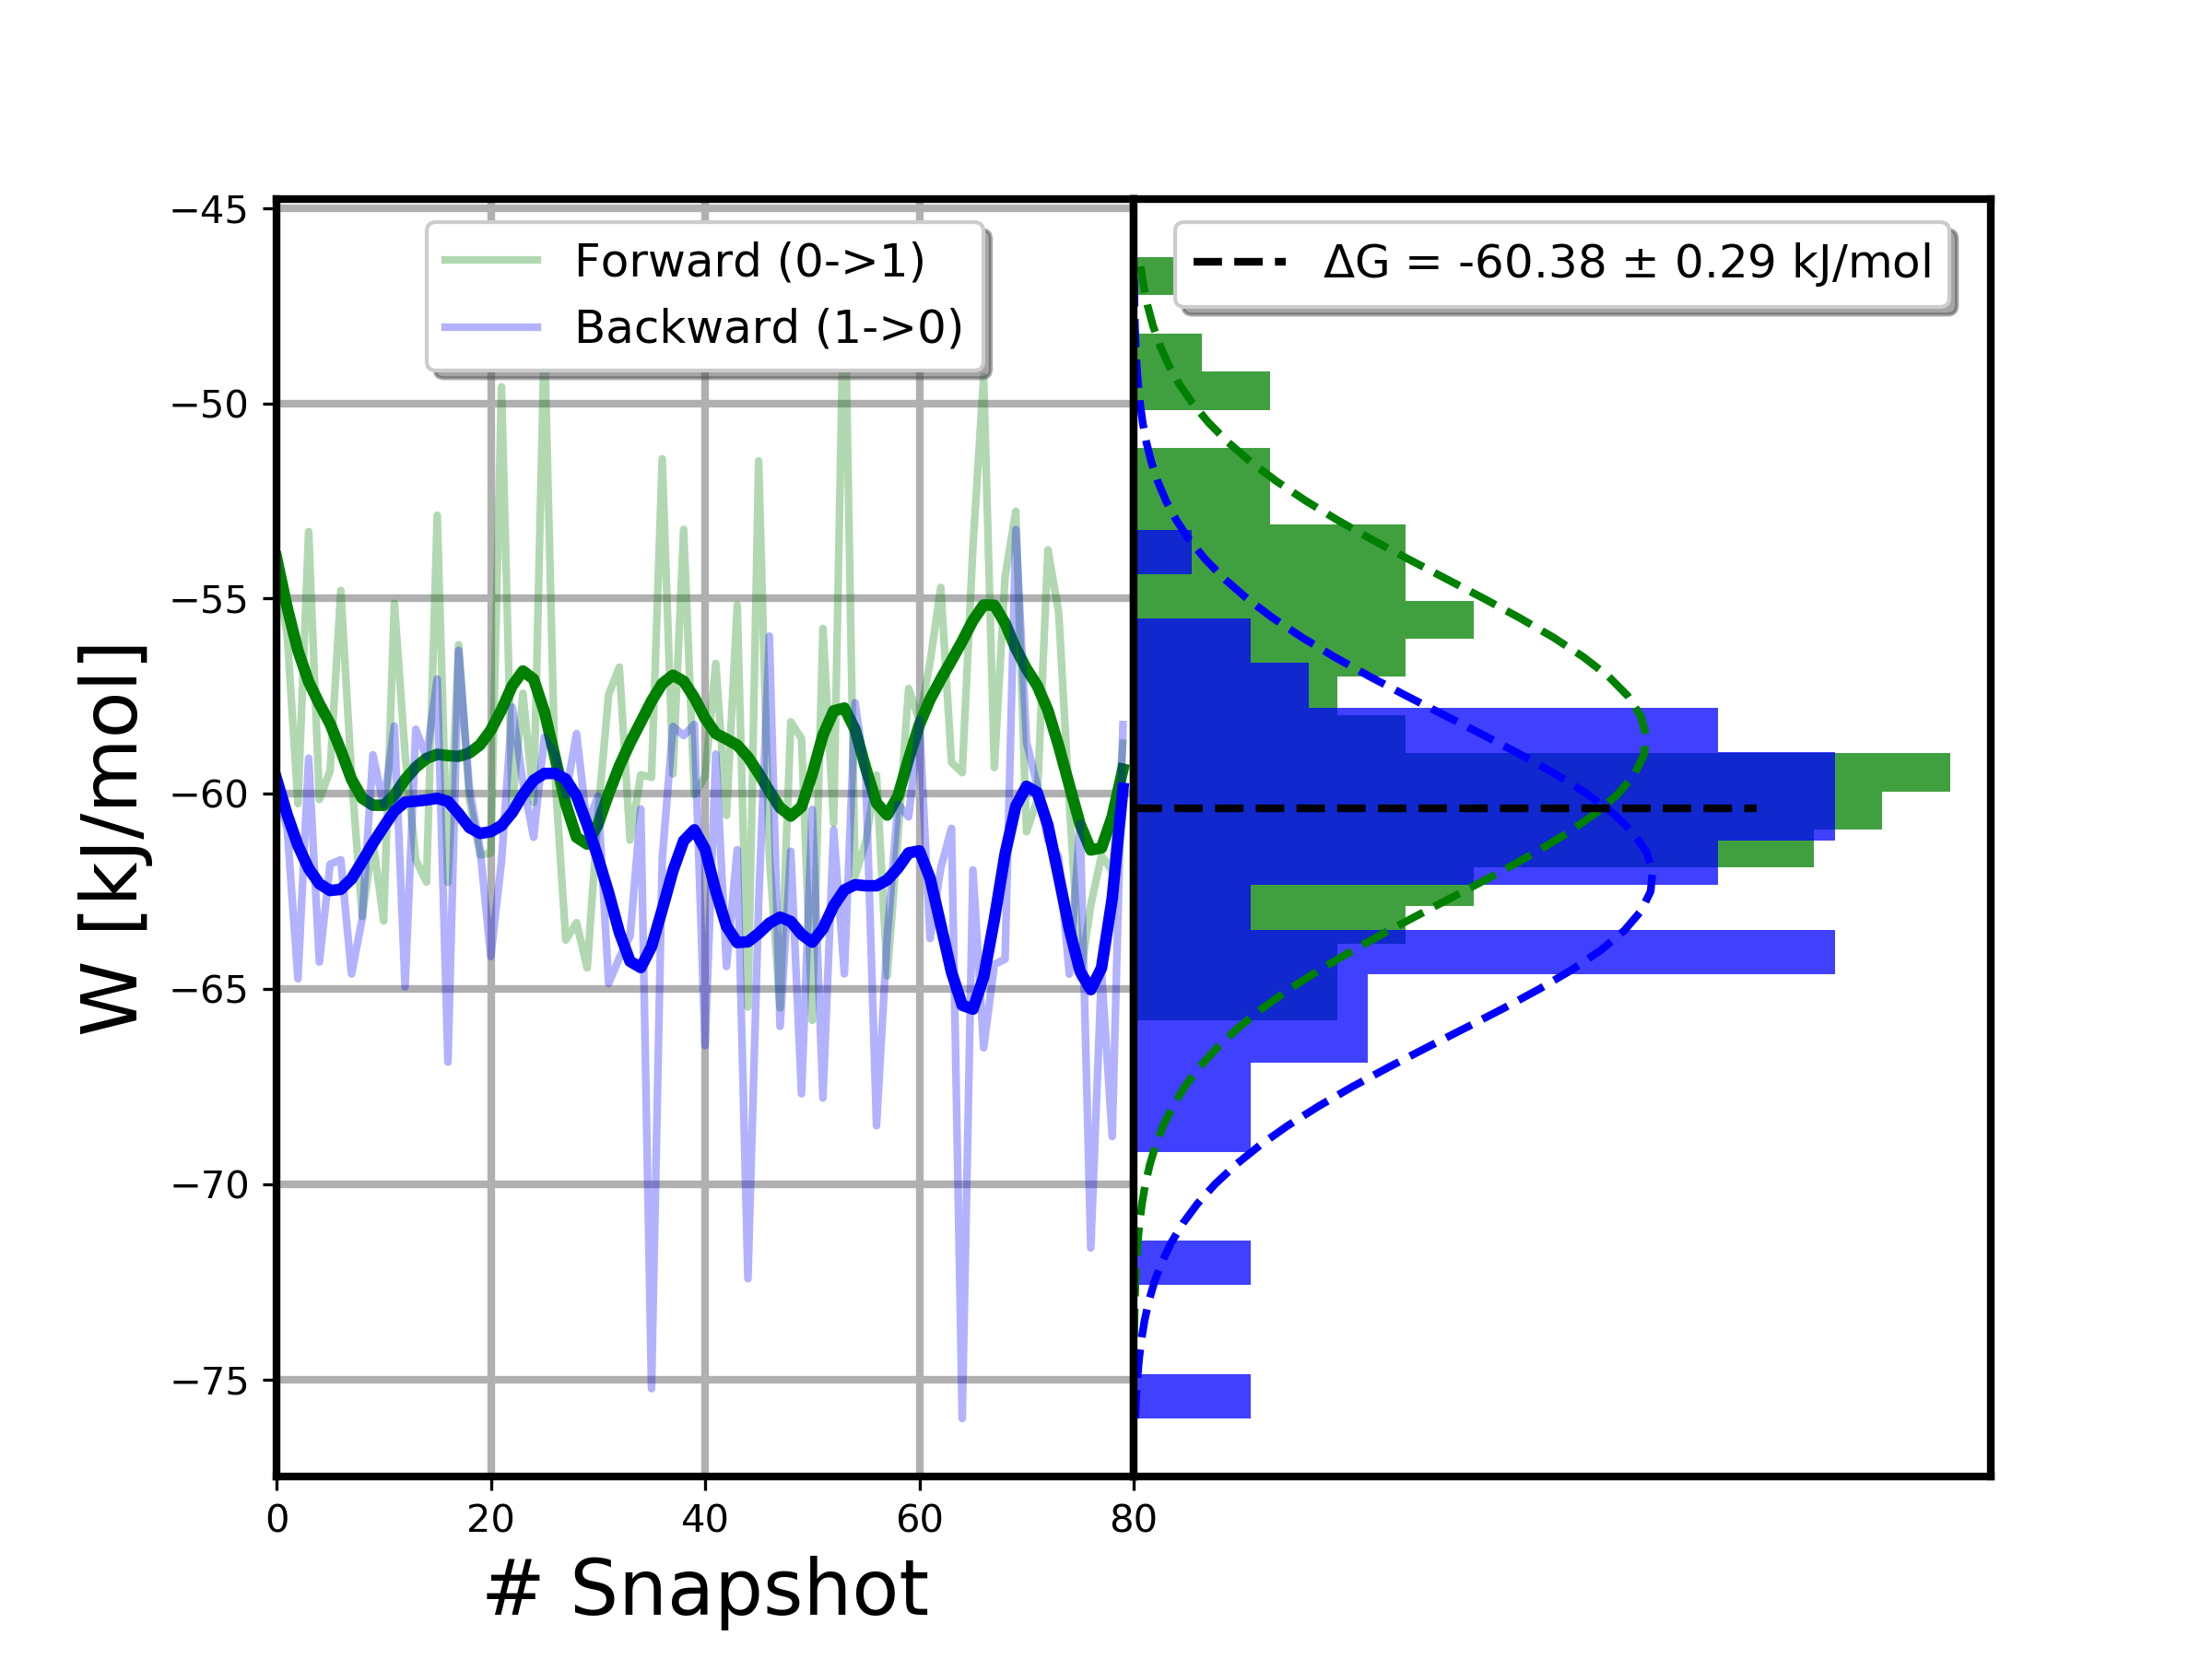 Forward (0->1)
Backward (1->0)
ΔG = -60.38 ± 0.29 kJ/mol
−45
−50
−55
−60
−65
−70
−75
W [kJ/mol]
0 20 40 60 80
# Snapshot